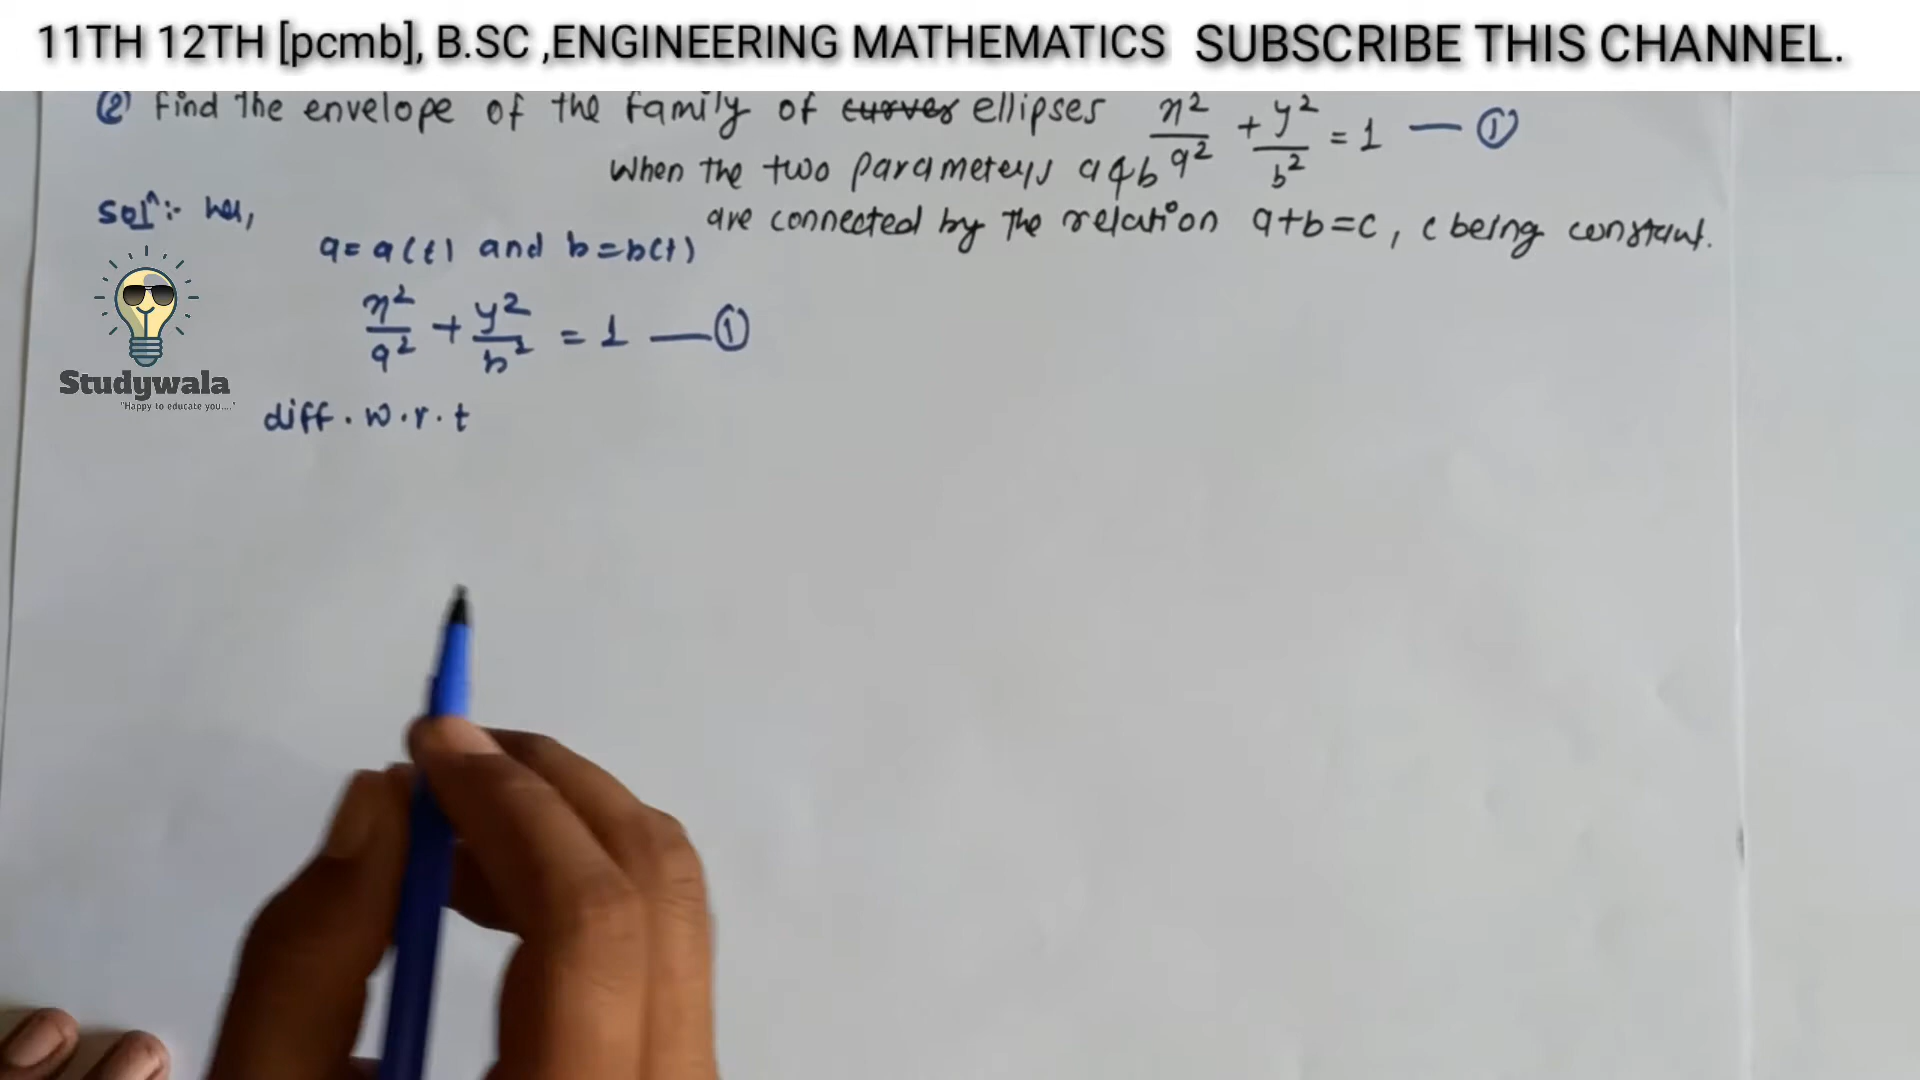 11TH 12TH [pcmb], B.SC ,ENGINEERING MATHEMATICS SUBSCRIBE THIS CHANNEL.
② Find The envelope of the family of curves ellipses x²/a² + y²/b² = 1 — ①
When the two parameters a & b
are connected by The relation a+b=c, c being constant.
Solⁿ:-
a = a(t) and b = b(t)
x²/a² + y²/b² = 1 — ①
Studywala
"Happy to educate you...."
diff. w.r.t